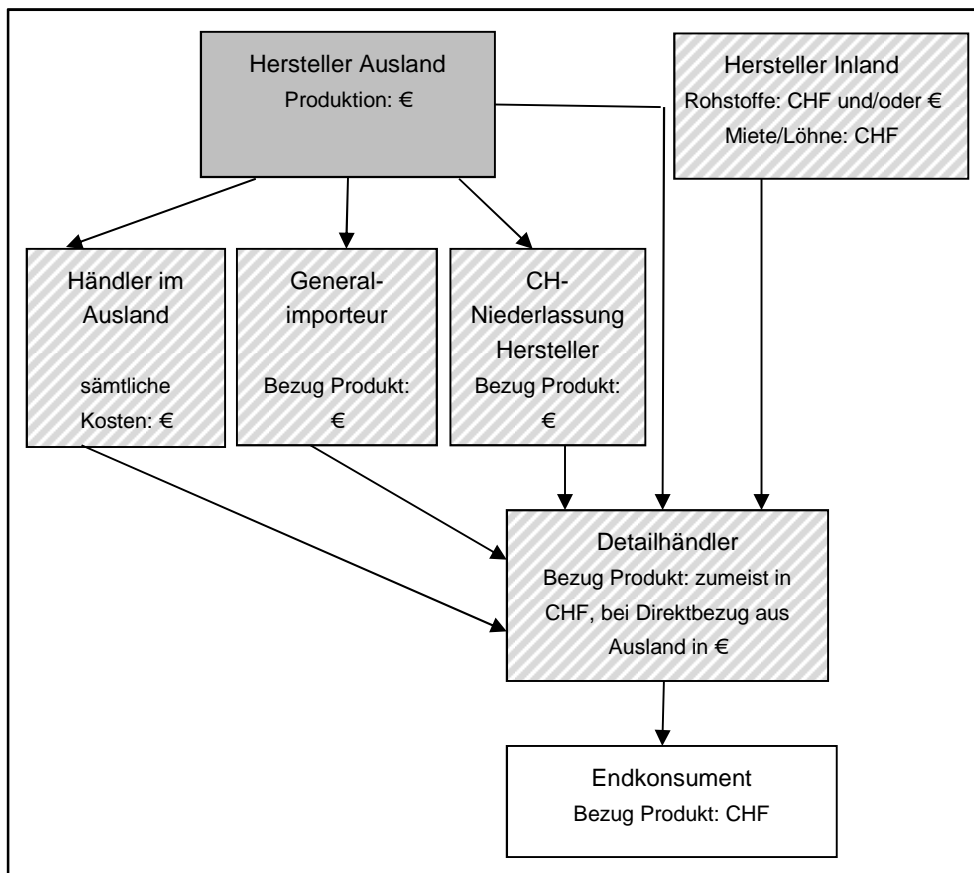 Hersteller Ausland
Produktion: €
Hersteller Inland
Rohstoffe: CHF und/oder €
Miete/Löhne: CHF
Händler im
Ausland
sämtliche
Kosten: €
General-
importeur
Bezug Produkt:
€
CH-
Niederlassung
Hersteller
Bezug Produkt:
€
Detailhändler
Bezug Produkt: zumeist in
CHF, bei Direktbezug aus
Ausland in €
Endkonsument
Bezug Produkt: CHF